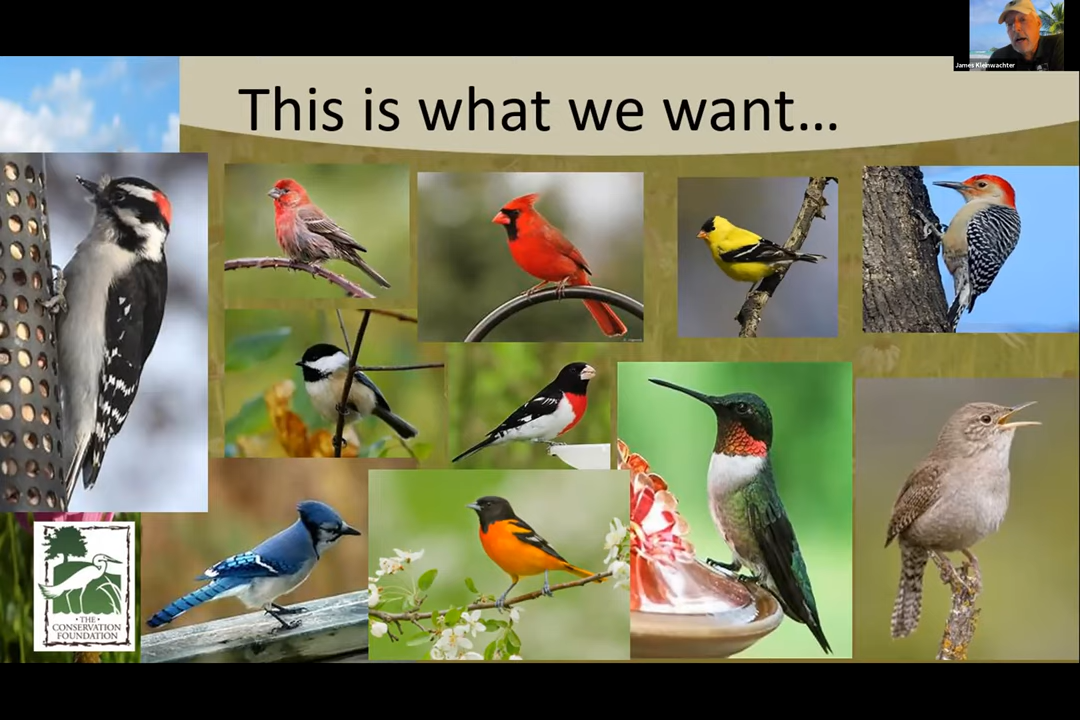 James Kleinwachter
This is what we want...
· THE ·
CONSERVATION
FOUNDATION